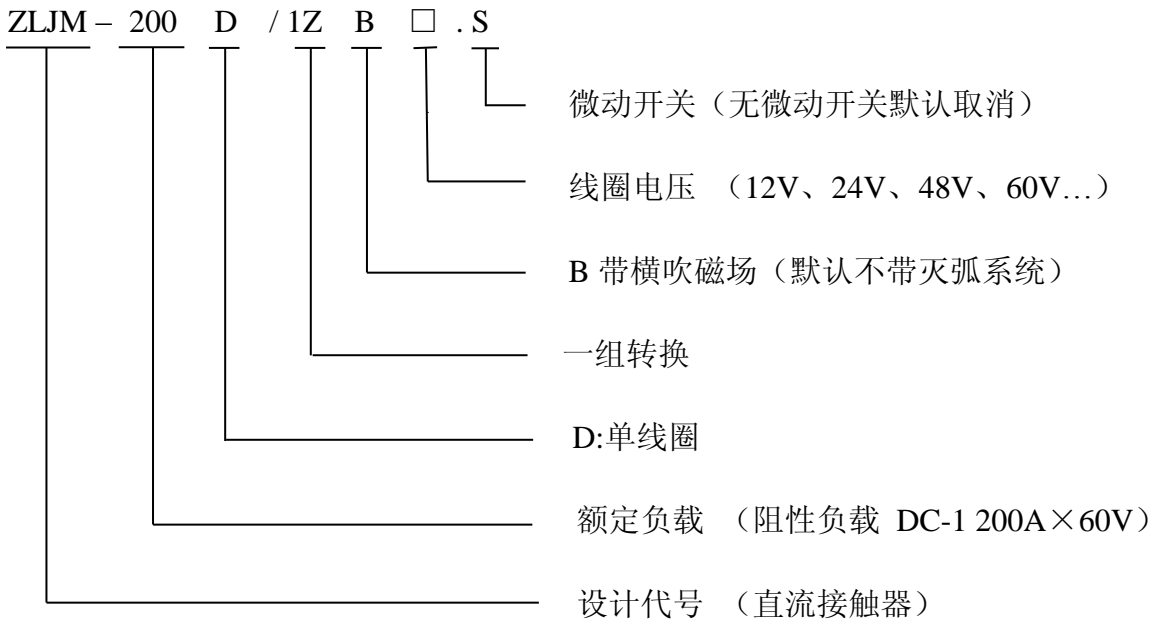 ZLJM – 200 D / 1Z B □ . S
微动开关（无微动开关默认取消）
线圈电压 （12V、24V、48V、60V…）
B 带横吹磁场（默认不带灭弧系统）
一组转换
D:单线圈
额定负载 （阻性负载 DC-1 200A×60V）
设计代号 （直流接触器）